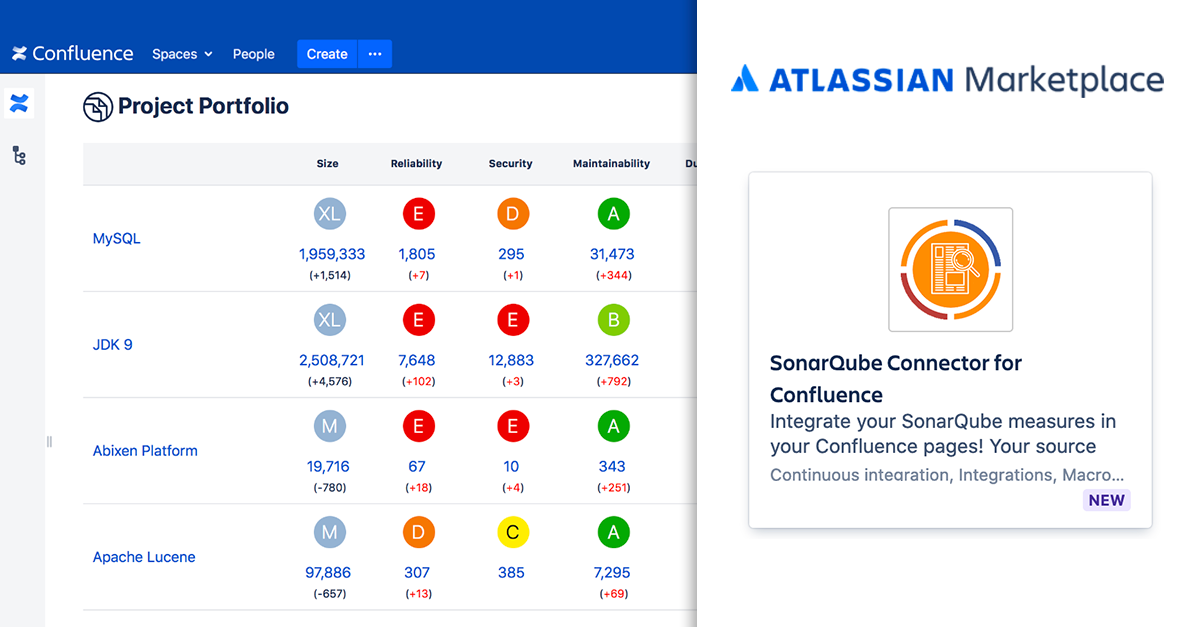 Confluence Spaces People Create ...
Project Portfolio
Size Reliability Security Maintainability Du
XL E D A
MySQL
1,959,333 1,805 295 31,473
(+1,514) (+7) (+1) (+344)
XL E E B
JDK 9
2,508,721 7,648 12,883 327,662
(+4,576) (+102) (+3) (+792)
M E E A
Abixen Platform
19,716 67 10 343
(-780) (+18) (+4) (+251)
M D C A
Apache Lucene
97,886 307 385 7,295
(-657) (+13) (+69)
ATLASSIAN Marketplace
SonarQube Connector for
Confluence
Integrate your SonarQube measures in
your Confluence pages! Your source
Continuous integration, Integrations, Macro...
NEW